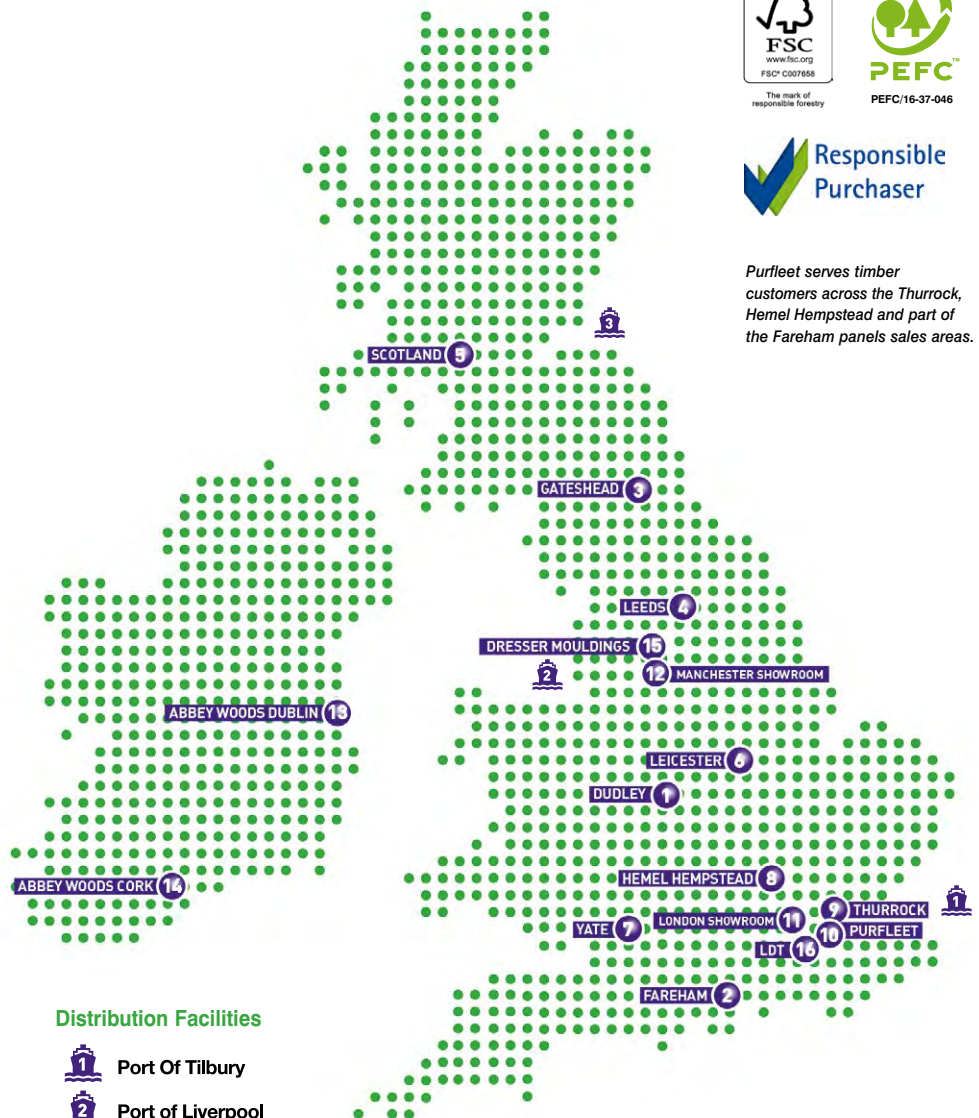 FSC
www.fsc.org
FSC® C007658
The mark of
responsible forestry
PEFC™
PEFC/16-37-046
Responsible
Purchaser
Purfleet serves timber
customers across the Thurrock,
Hemel Hempstead and part of
the Fareham panels sales areas.
3
SCOTLAND 5
GATESHEAD 3
LEEDS 4
DRESSER MOULDINGS 15
2
12 MANCHESTER SHOWROOM
ABBEY WOODS DUBLIN 13
LEICESTER 6
DUDLEY 1
HEMEL HEMPSTEAD 8
ABBEY WOODS CORK 14
1
9 THURROCK
LONDON SHOWROOM 11
YATE 7
10 PURFLEET
LDT 16
FAREHAM 2
Distribution Facilities
1 Port Of Tilbury
2 Port of Liverpool